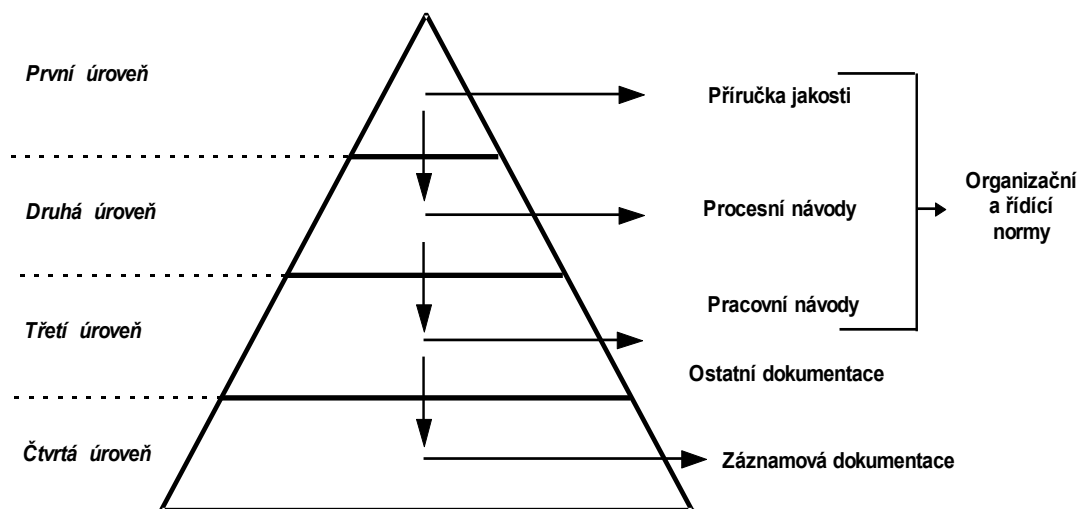 První úroveň
Příručka jakosti
Druhá úroveň
Procesní návody
Organizační
a řídící
normy
Třetí úroveň
Pracovní návody
Ostatní dokumentace
Čtvrtá úroveň
Záznamová dokumentace